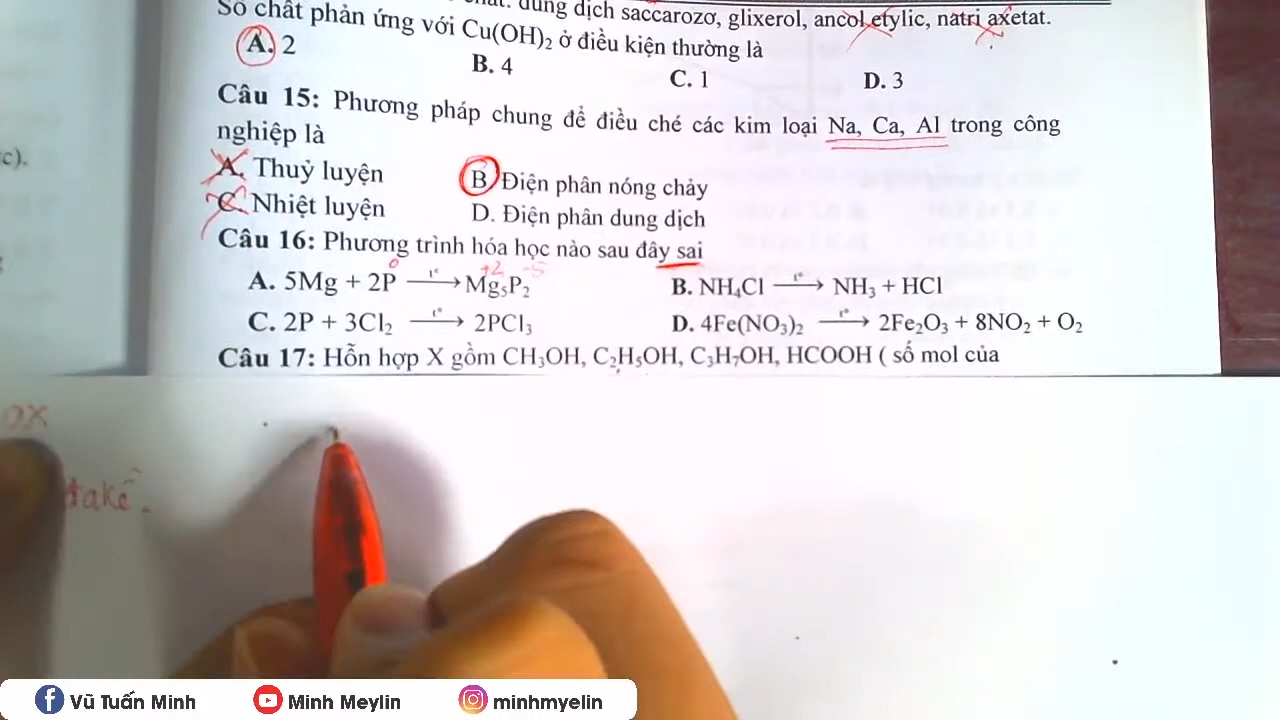 dung dịch saccarozơ, glixerol, ancol etylic, natri axetat.
Số chất phản ứng với Cu(OH)₂ ở điều kiện thường là
A. 2 B. 4 C. 1 D. 3
Câu 15: Phương pháp chung để điều chế các kim loại Na, Ca, Al trong công
nghiệp là
A. Thuỷ luyện B Điện phân nóng chảy
C. Nhiệt luyện D. Điện phân dung dịch
Câu 16: Phương trình hóa học nào sau đây sai
0 +2 -5
A. 5Mg + 2P —t°→ Mg₅P₂ B. NH₄Cl —t°→ NH₃ + HCl
C. 2P + 3Cl₂ —t°→ 2PCl₃ D. 4Fe(NO₃)₂ —t°→ 2Fe₂O₃ + 8NO₂ + O₂
Câu 17: Hỗn hợp X gồm CH₃OH, C₂H₅OH, C₃H₇OH, HCOOH ( số mol của
c).
OX
Vũ Tuấn Minh Minh Meylin minhmyelin